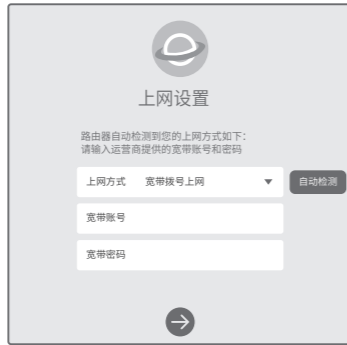 上网设置
路由器自动检测到您的上网方式如下：
请输入运营商提供的宽带账号和密码
上网方式 宽带拨号上网 自动检测
宽带账号
宽带密码